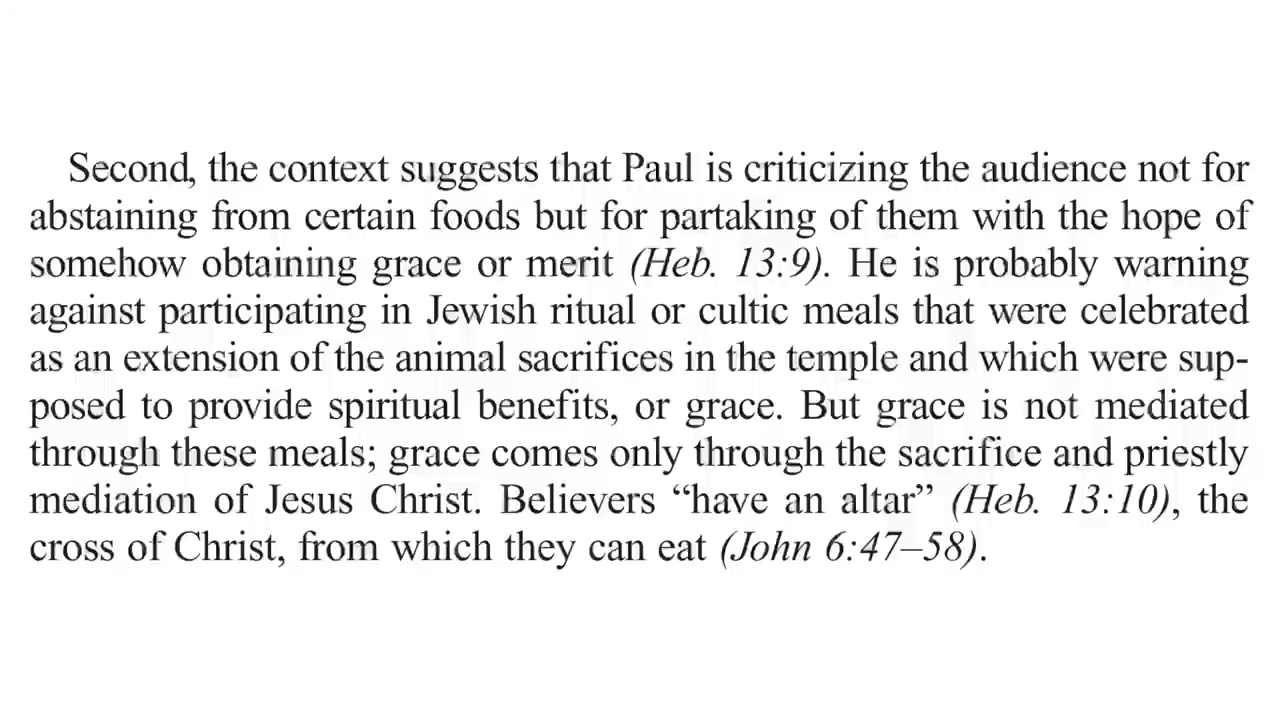 Second, the context suggests that Paul is criticizing the audience not for
abstaining from certain foods but for partaking of them with the hope of
somehow obtaining grace or merit (Heb. 13:9). He is probably warning
against participating in Jewish ritual or cultic meals that were celebrated
as an extension of the animal sacrifices in the temple and which were sup-
posed to provide spiritual benefits, or grace. But grace is not mediated
through these meals; grace comes only through the sacrifice and priestly
mediation of Jesus Christ. Believers “have an altar” (Heb. 13:10), the
cross of Christ, from which they can eat (John 6:47–58).